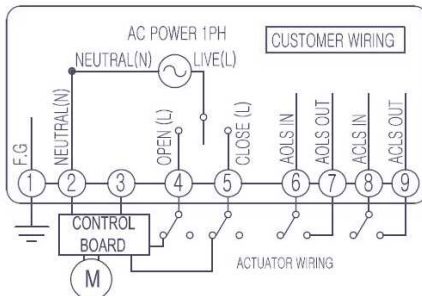 AC POWER 1PH
CUSTOMER WIRING
NEUTRAL(N)
LIVE(L)
F.G
NEUTRAL(N)
OPEN (L)
CLOSE (L)
AOLS IN
AOLS OUT
ACLS IN
ACLS OUT
1 2 3 4 5 6 7 8 9
CONTROL
BOARD
ACTUATOR WIRING
M